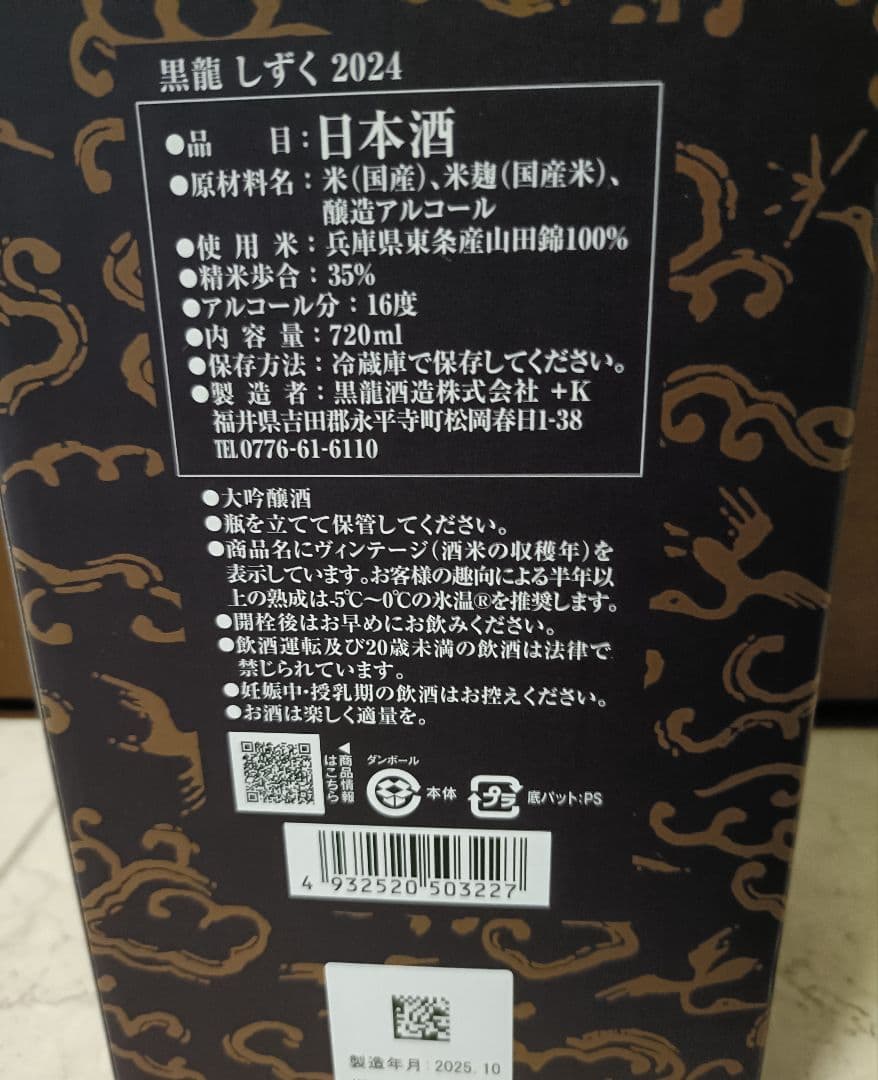 黒龍 しずく 2024
●品 目：日本酒
●原材料名：米(国産)、米麹(国産米)、
醸造アルコール
●使用米：兵庫県東条産山田錦100%
●精米歩合：35%
●アルコール分：16度
●内容量：720ml
●保存方法：冷蔵庫で保存してください。
●製造者：黒龍酒造株式会社 +K
福井県吉田郡永平寺町松岡春日1-38
TEL0776-61-6110
●大吟醸酒
●瓶を立てて保管してください。
●商品名にヴィンテージ(酒米の収穫年)を
表示しています。お客様の趣向による半年以
上の熟成は-5℃～0℃の氷温®を推奨します。
●開栓後はお早めにお飲みください。
●飲酒運転及び20歳未満の飲酒は法律で
禁じられています。
●妊娠中・授乳期の飲酒はお控えください。
●お酒は楽しく適量を。
◀商品情報
はこちら
ダンボール
本体
プラ
底パット:PS
4 932520 503227
製造年月：2025.10